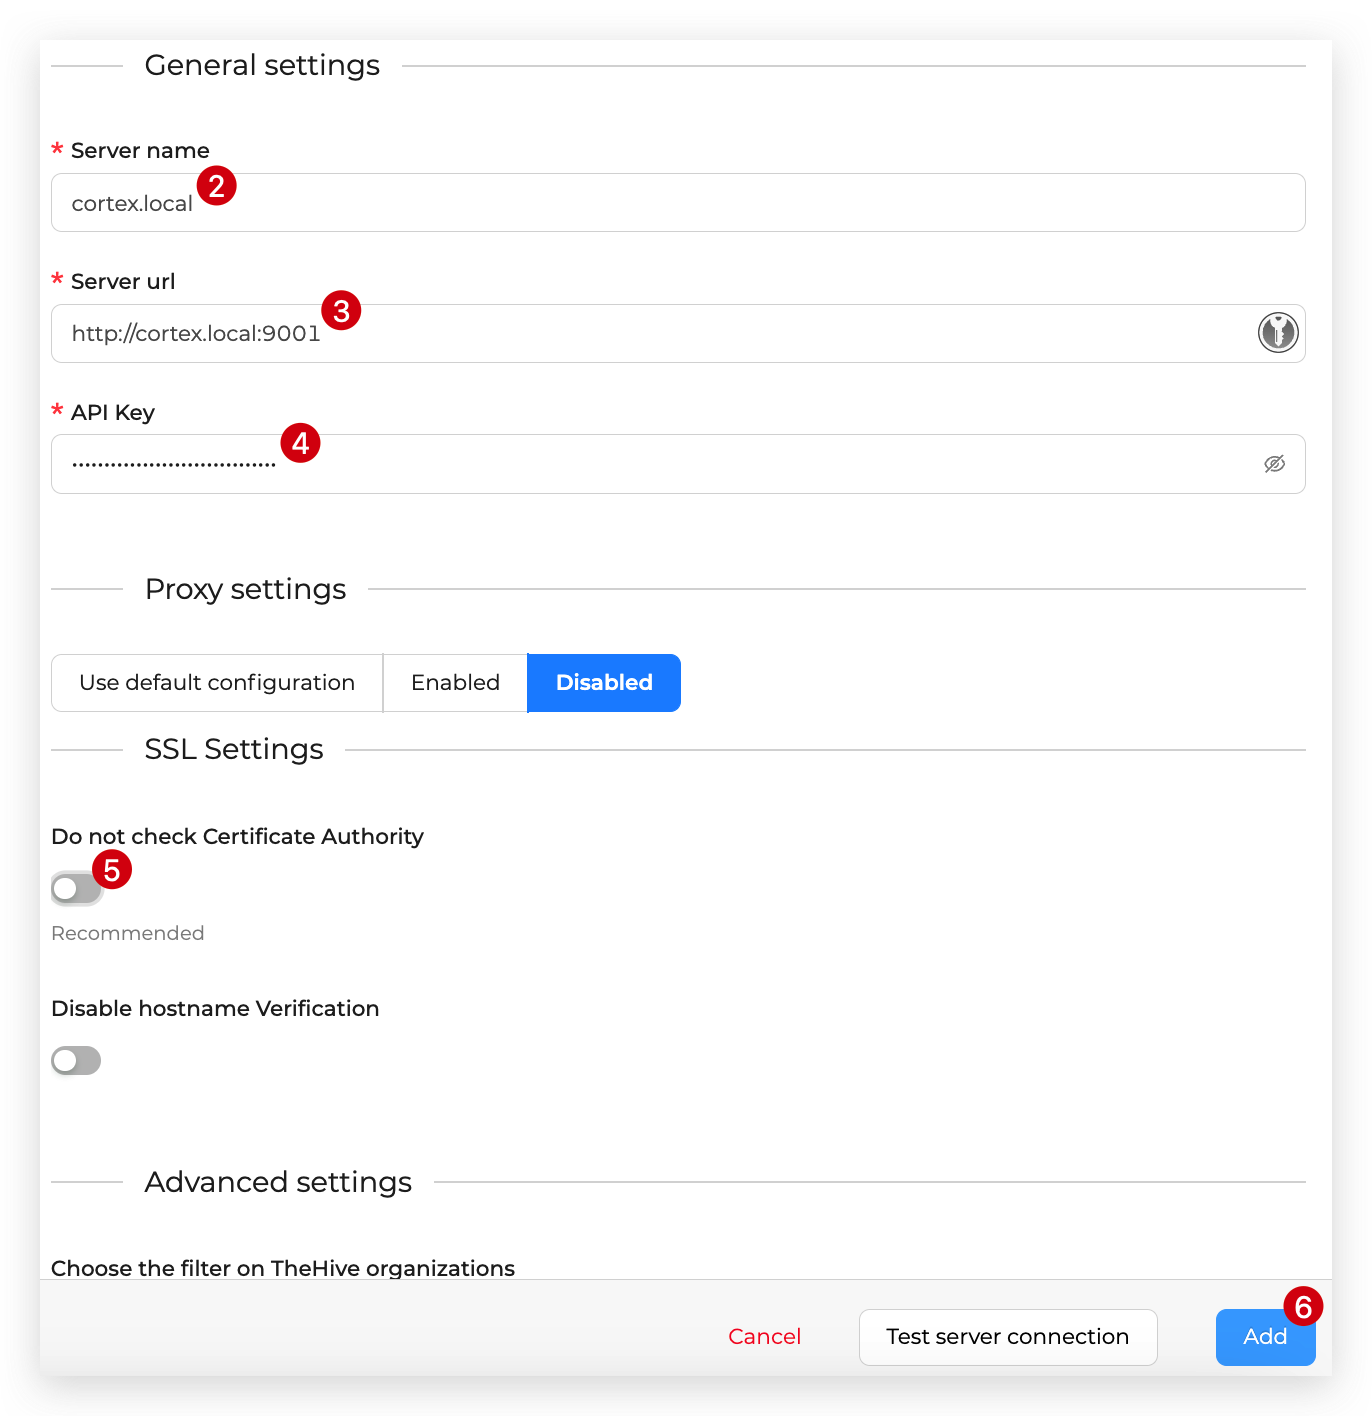 General settings
* Server name
2
cortex.local
* Server url
3
http://cortex.local:9001
* API Key
4
••••••••••••••••••••••••••••••••
Proxy settings
Use default configuration Enabled Disabled
SSL Settings
Do not check Certificate Authority
5
Recommended
Disable hostname Verification
Advanced settings
Choose the filter on TheHive organizations
6
Cancel Test server connection Add